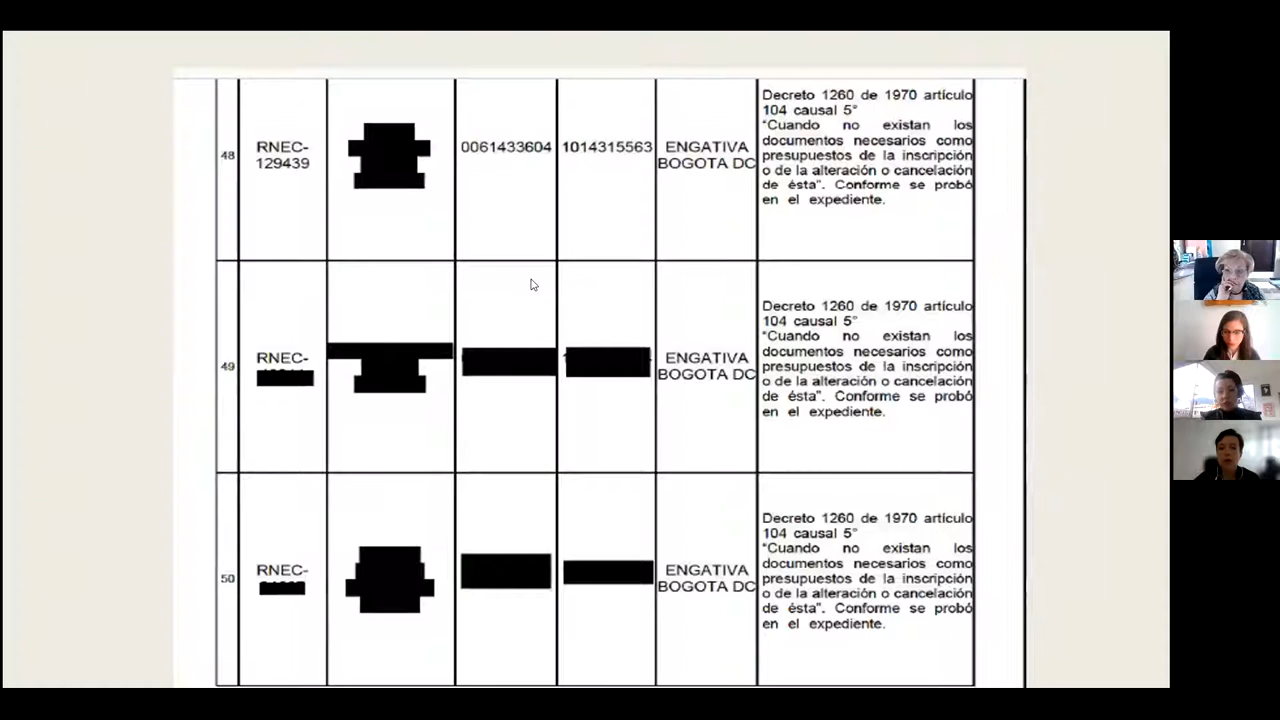 48
RNEC-
129439
0061433604
1014315563
ENGATIVA
BOGOTA DC
Decreto 1260 de 1970 artículo
104 causal 5°
"Cuando no existan los
documentos necesarios como
presupuestos de la inscripción
o de la alteración o cancelación
de ésta". Conforme se probó
en el expediente.
49
RNEC-
ENGATIVA
BOGOTA DC
Decreto 1260 de 1970 artículo
104 causal 5°
"Cuando no existan los
documentos necesarios como
presupuestos de la inscripción
o de la alteración o cancelación
de ésta". Conforme se probó
en el expediente.
50
RNEC-
ENGATIVA
BOGOTA DC
Decreto 1260 de 1970 artículo
104 causal 5°
"Cuando no existan los
documentos necesarios como
presupuestos de la inscripción
o de la alteración o cancelación
de ésta". Conforme se probó
en el expediente.